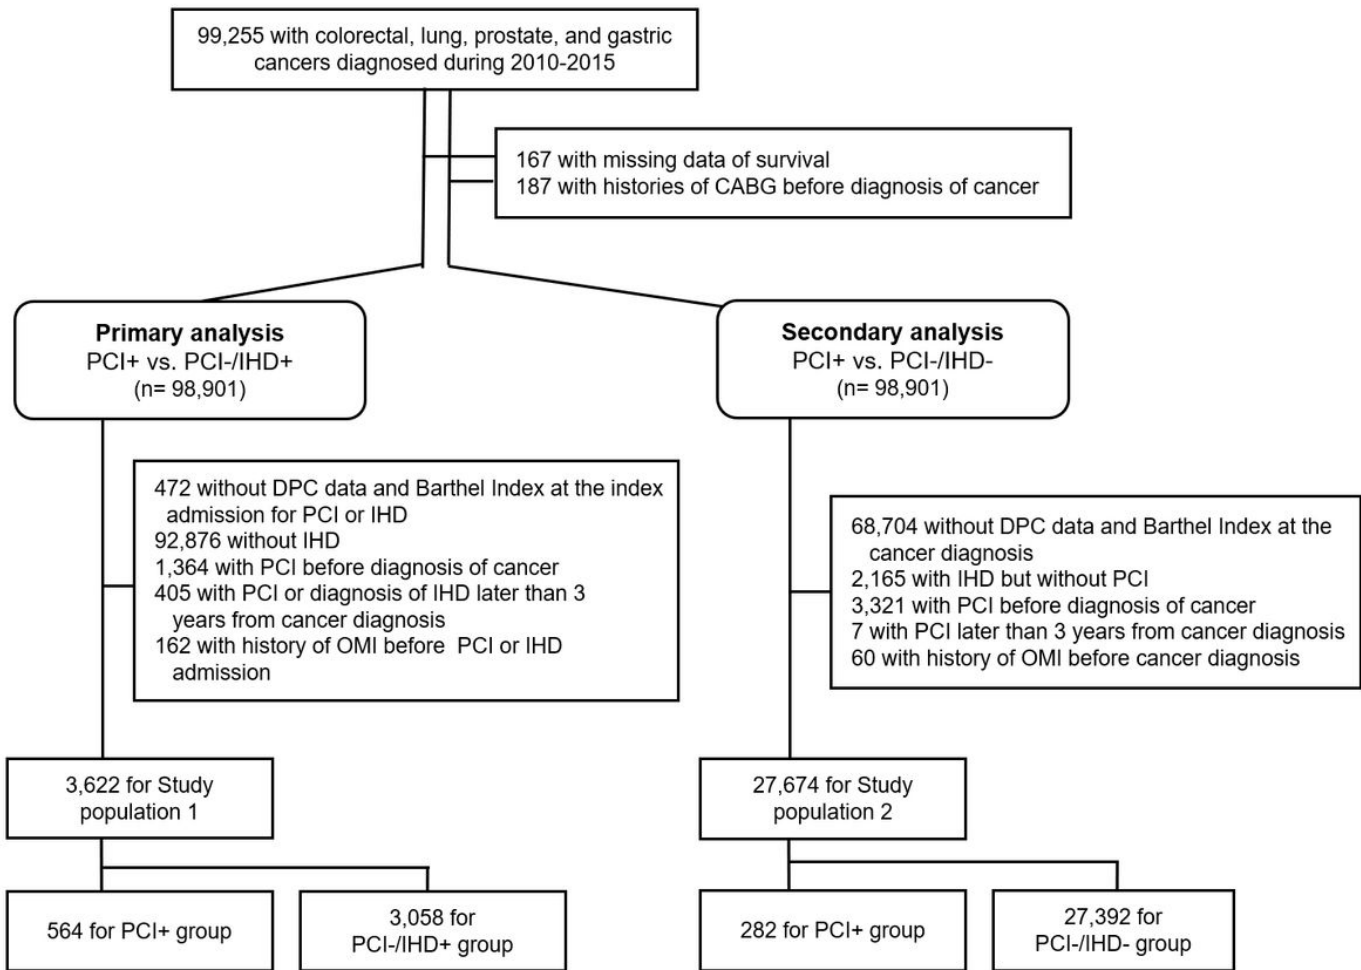 99,255 with colorectal, lung, prostate, and gastric
cancers diagnosed during 2010-2015
167 with missing data of survival
187 with histories of CABG before diagnosis of cancer
Primary analysis
PCI+ vs. PCI-/IHD+
(n= 98,901)
Secondary analysis
PCI+ vs. PCI-/IHD-
(n= 98,901)
472 without DPC data and Barthel Index at the index
admission for PCI or IHD
92,876 without IHD
1,364 with PCI before diagnosis of cancer
405 with PCI or diagnosis of IHD later than 3
years from cancer diagnosis
162 with history of OMI before PCI or IHD
admission
68,704 without DPC data and Barthel Index at the
cancer diagnosis
2,165 with IHD but without PCI
3,321 with PCI before diagnosis of cancer
7 with PCI later than 3 years from cancer diagnosis
60 with history of OMI before cancer diagnosis
3,622 for Study
population 1
27,674 for Study
population 2
564 for PCI+ group
3,058 for
PCI-/IHD+ group
282 for PCI+ group
27,392 for
PCI-/IHD- group